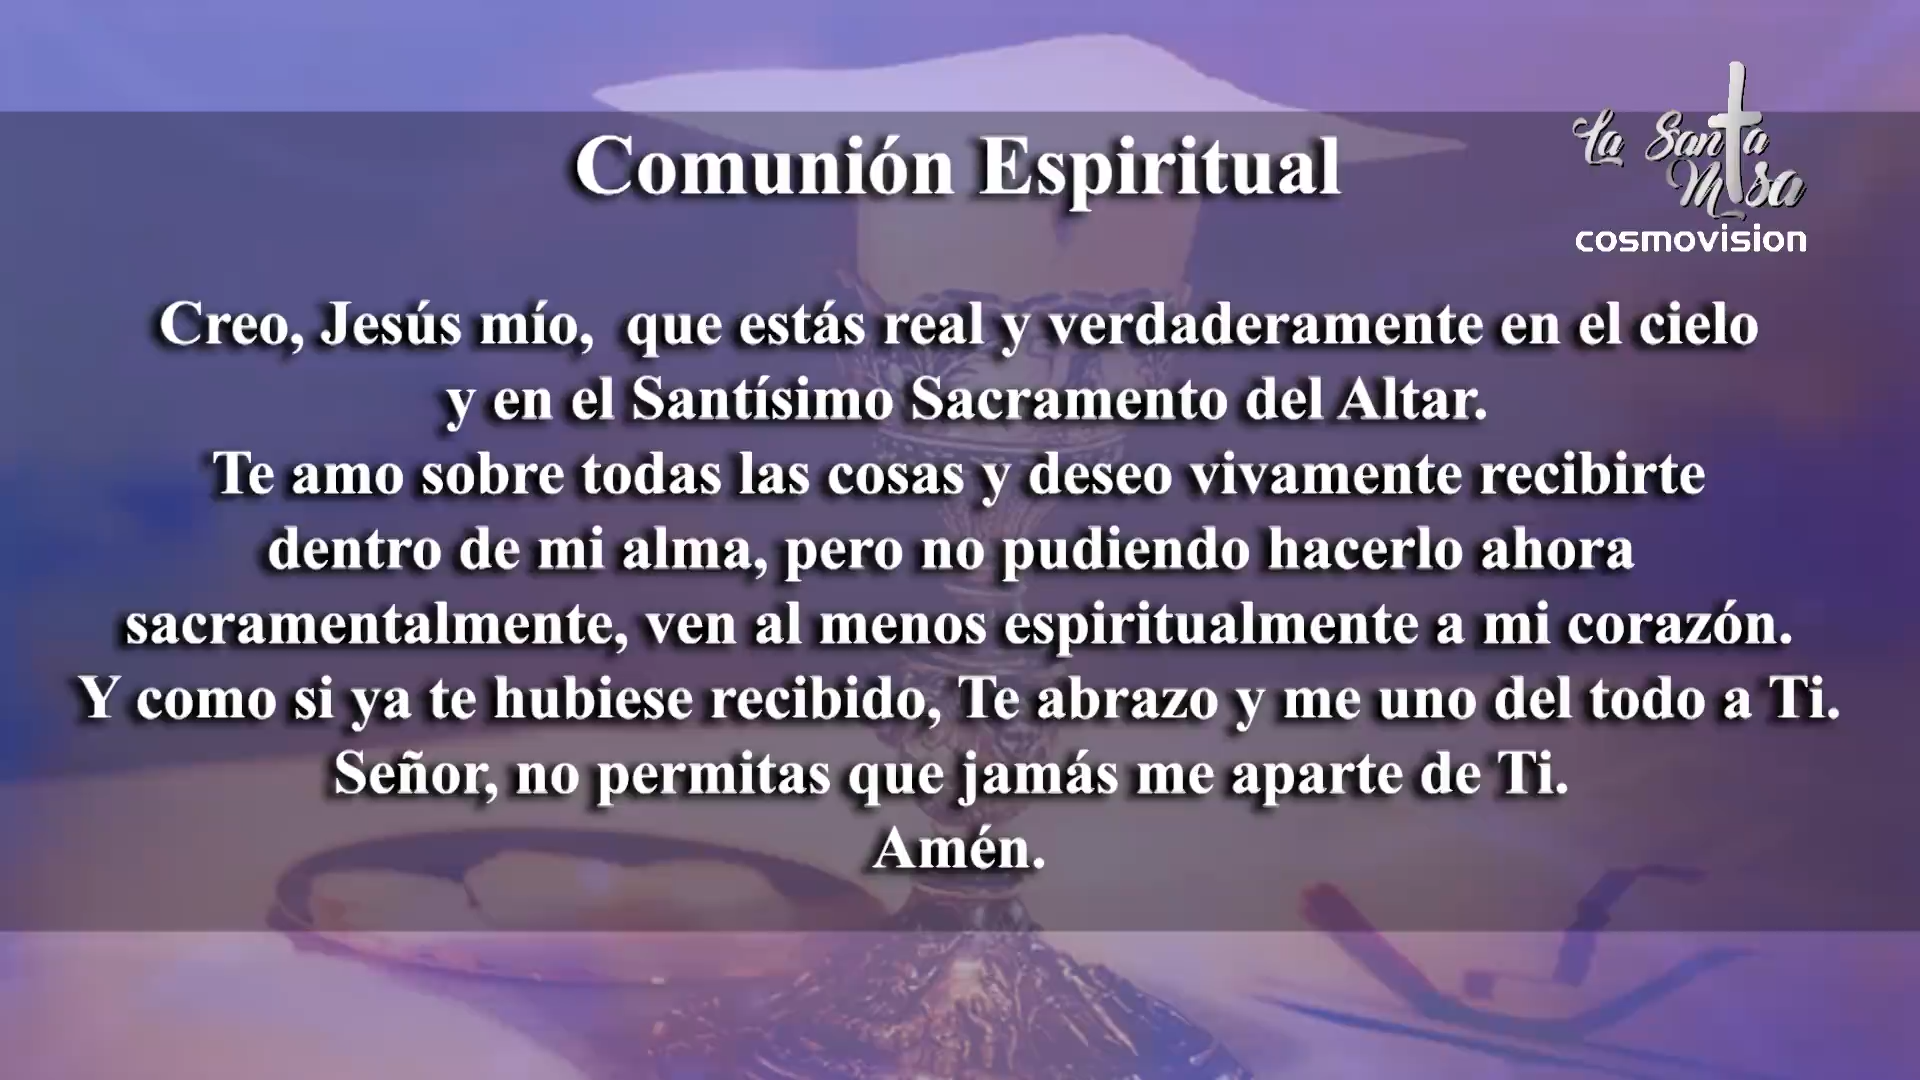 Comunión Espiritual
La Santa
Misa
cosmovision
Creo, Jesús mío,  que estás real y verdaderamente en el cielo
y en el Santísimo Sacramento del Altar.
Te amo sobre todas las cosas y deseo vivamente recibirte
dentro de mi alma, pero no pudiendo hacerlo ahora
sacramentalmente, ven al menos espiritualmente a mi corazón.
Y como si ya te hubiese recibido, Te abrazo y me uno del todo a Ti.
Señor, no permitas que jamás me aparte de Ti.
Amén.